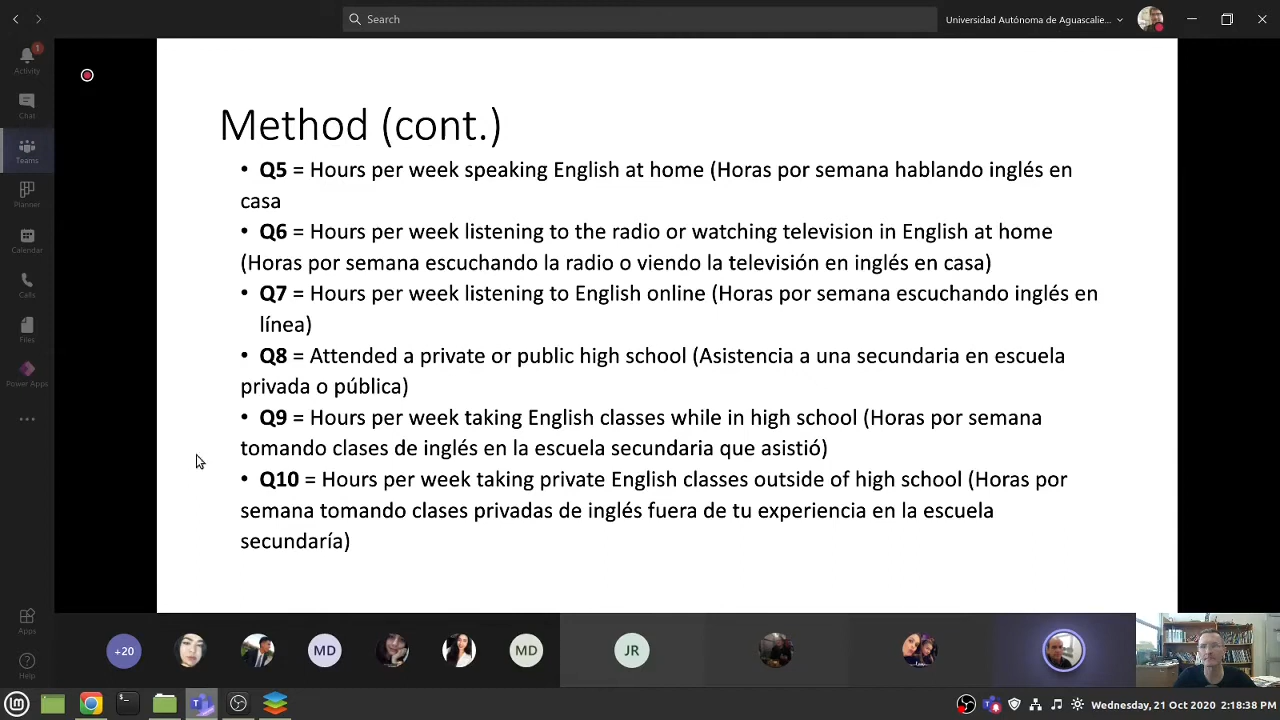 Search
Universidad Autónoma de Aguascalie...
1
Activity
Chat
Teams
Planner
Calendar
Calls
Files
Power Apps
Apps
Help
Method (cont.)
• Q5 = Hours per week speaking English at home (Horas por semana hablando inglés en
casa
• Q6 = Hours per week listening to the radio or watching television in English at home
(Horas por semana escuchando la radio o viendo la televisión en inglés en casa)
• Q7 = Hours per week listening to English online (Horas por semana escuchando inglés en
línea)
• Q8 = Attended a private or public high school (Asistencia a una secundaria en escuela
privada o pública)
• Q9 = Hours per week taking English classes while in high school (Horas por semana
tomando clases de inglés en la escuela secundaria que asistió)
• Q10 = Hours per week taking private English classes outside of high school (Horas por
semana tomando clases privadas de inglés fuera de tu experiencia en la escuela
secundaría)
+20
MD
MD
JR
Wednesday, 21 Oct 2020 2:18:38 PM